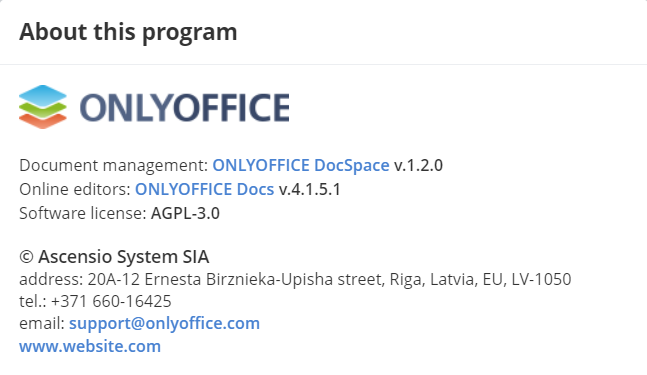 About this program
ONLYOFFICE
Document management: ONLYOFFICE DocSpace v.1.2.0
Online editors: ONLYOFFICE Docs v.4.1.5.1
Software license: AGPL-3.0
© Ascensio System SIA
address: 20A-12 Ernesta Birznieka-Upisha street, Riga, Latvia, EU, LV-1050
tel.: +371 660-16425
email: support@onlyoffice.com
www.website.com